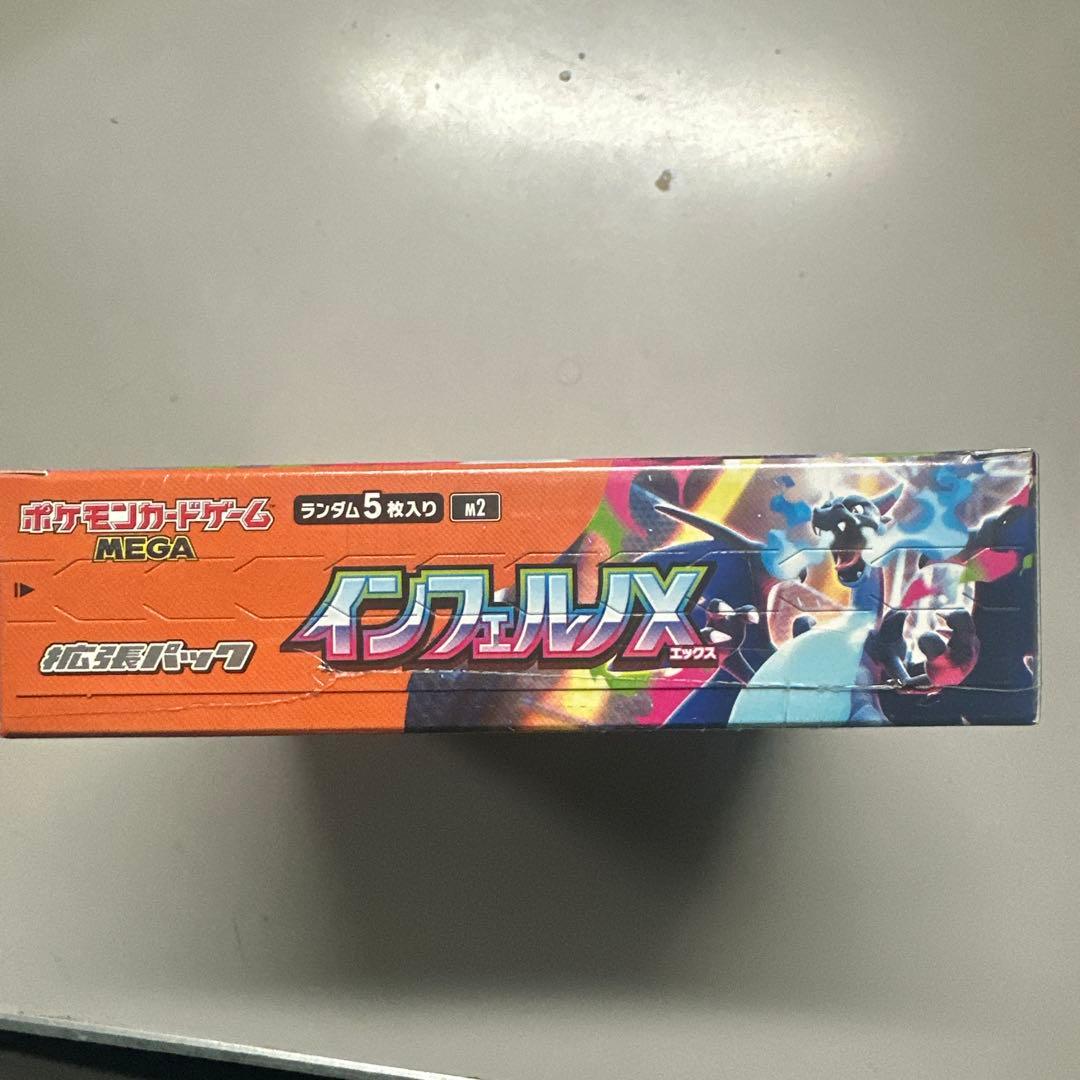 ポケモンカードゲーム
MEGA
ランダム5枚入り
M2
インフェルノX
エックス
拡張パック